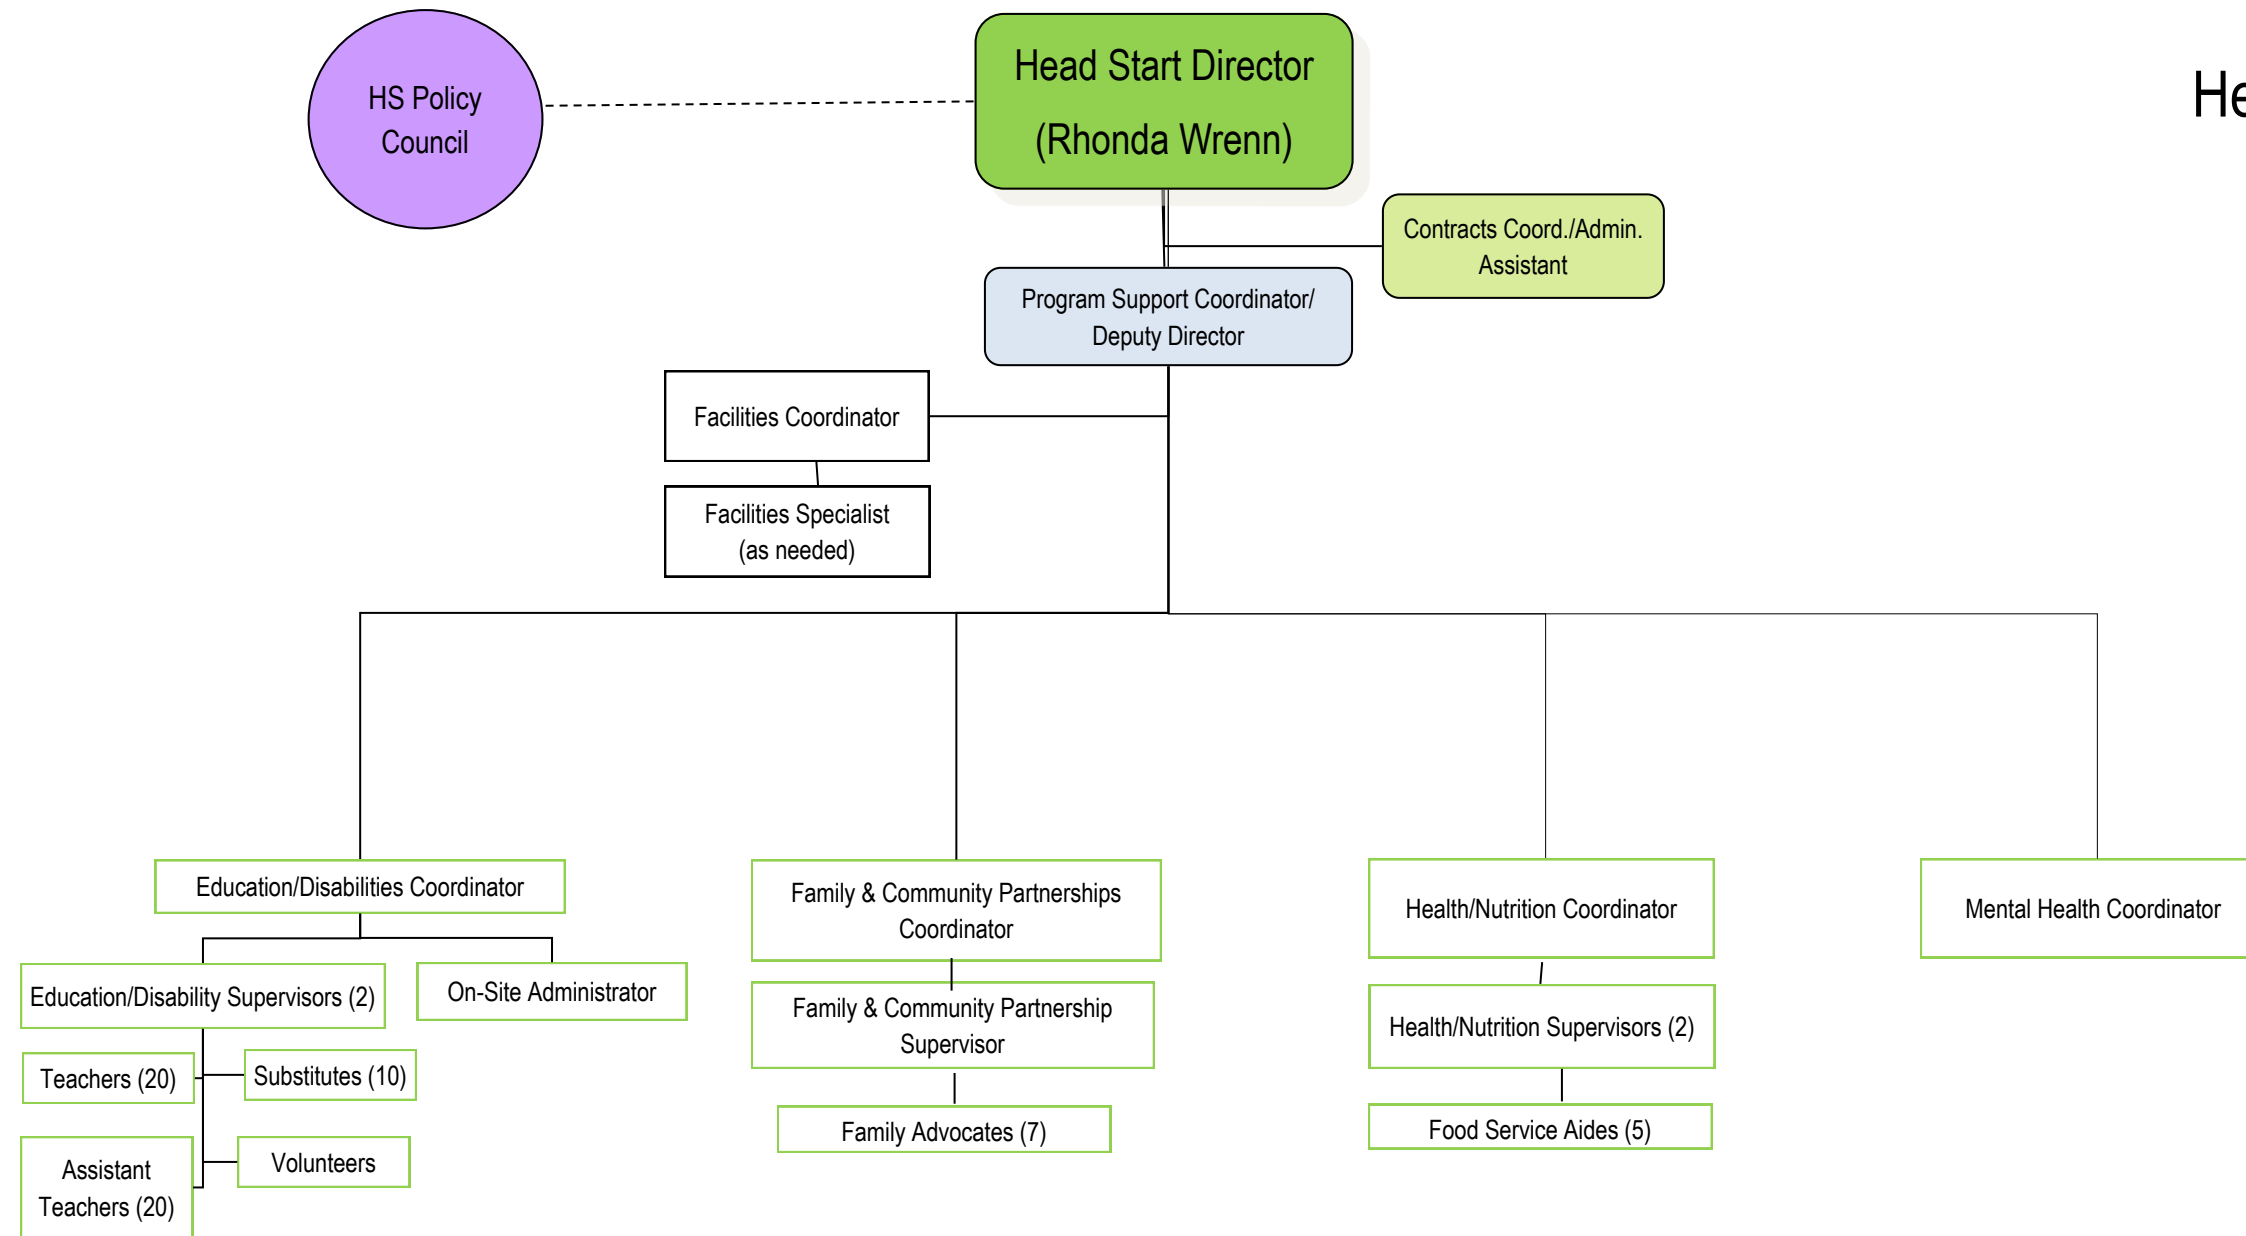 HS Policy
Council
Head Start Director
(Rhonda Wrenn)
He
Contracts Coord./Admin.
Assistant
Program Support Coordinator/
Deputy Director
Facilities Coordinator
Facilities Specialist
(as needed)
Education/Disabilities Coordinator
Family & Community Partnerships
Coordinator
Health/Nutrition Coordinator
Mental Health Coordinator
Education/Disability Supervisors (2)
On-Site Administrator
Family & Community Partnership
Supervisor
Health/Nutrition Supervisors (2)
Teachers (20)
Substitutes (10)
Family Advocates (7)
Food Service Aides (5)
Assistant
Teachers (20)
Volunteers